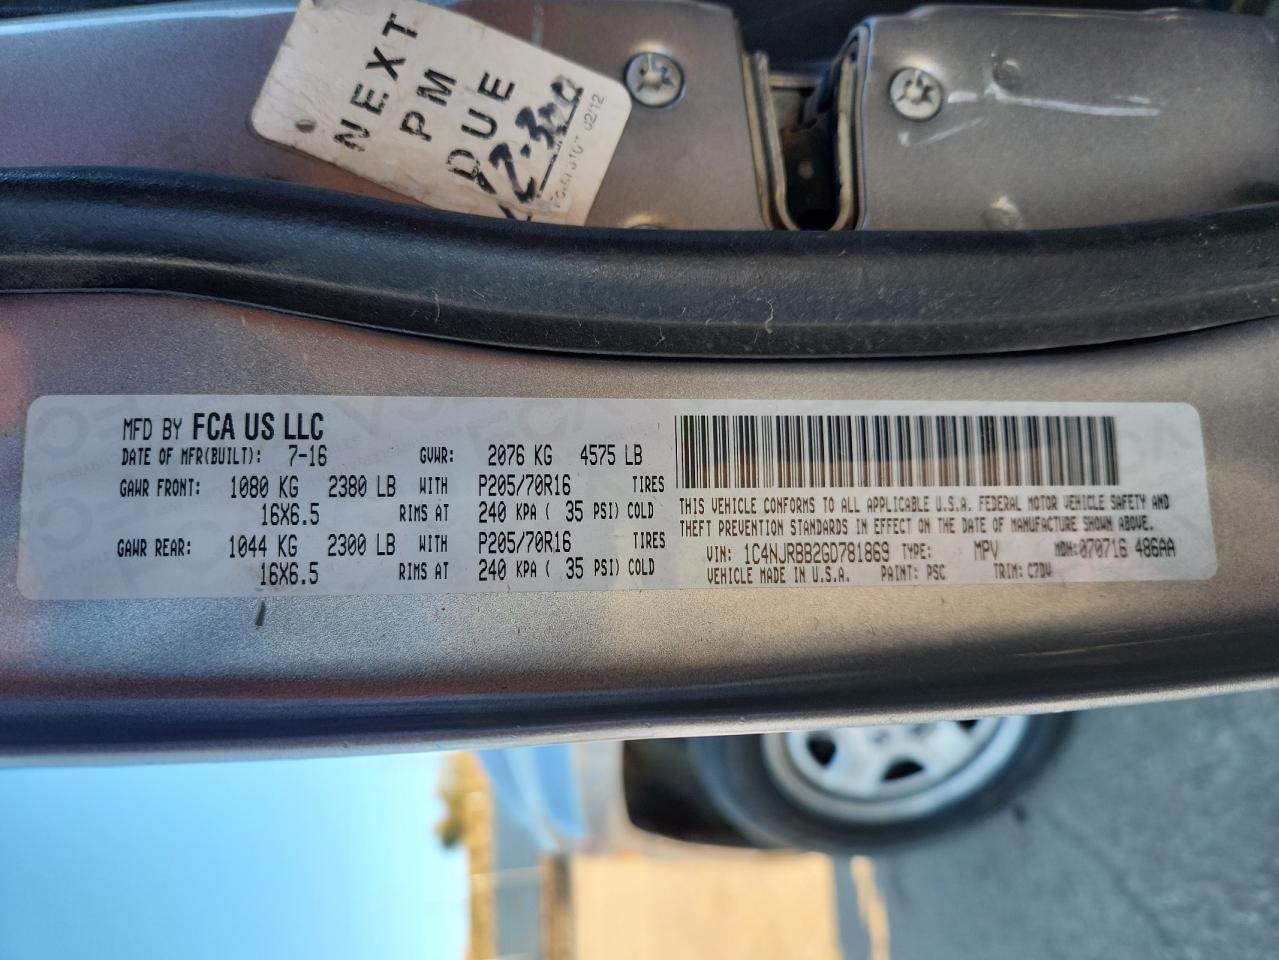 NEXT
PM
DUE
MFD BY FCA US LLC
DATE OF MFR(BUILT): 7-16 GVWR: 2076 KG 4575 LB
GAWR FRONT: 1080 KG 2380 LB WITH P205/70R16 TIRES
16X6.5 RIMS AT 240 KPA ( 35 PSI) COLD
GAWR REAR: 1044 KG 2300 LB WITH P205/70R16 TIRES
16X6.5 RIMS AT 240 KPA ( 35 PSI) COLD
THIS VEHICLE CONFORMS TO ALL APPLICABLE U.S.A. FEDERAL MOTOR VEHICLE SAFETY AND
THEFT PREVENTION STANDARDS IN EFFECT ON THE DATE OF MANUFACTURE SHOWN ABOVE.
VIN: 1C4NJRBB2GD781869 TYPE: MPV MDH:070716 486AA
VEHICLE MADE IN U.S.A. PAINT: PSC TRIM: C7DV